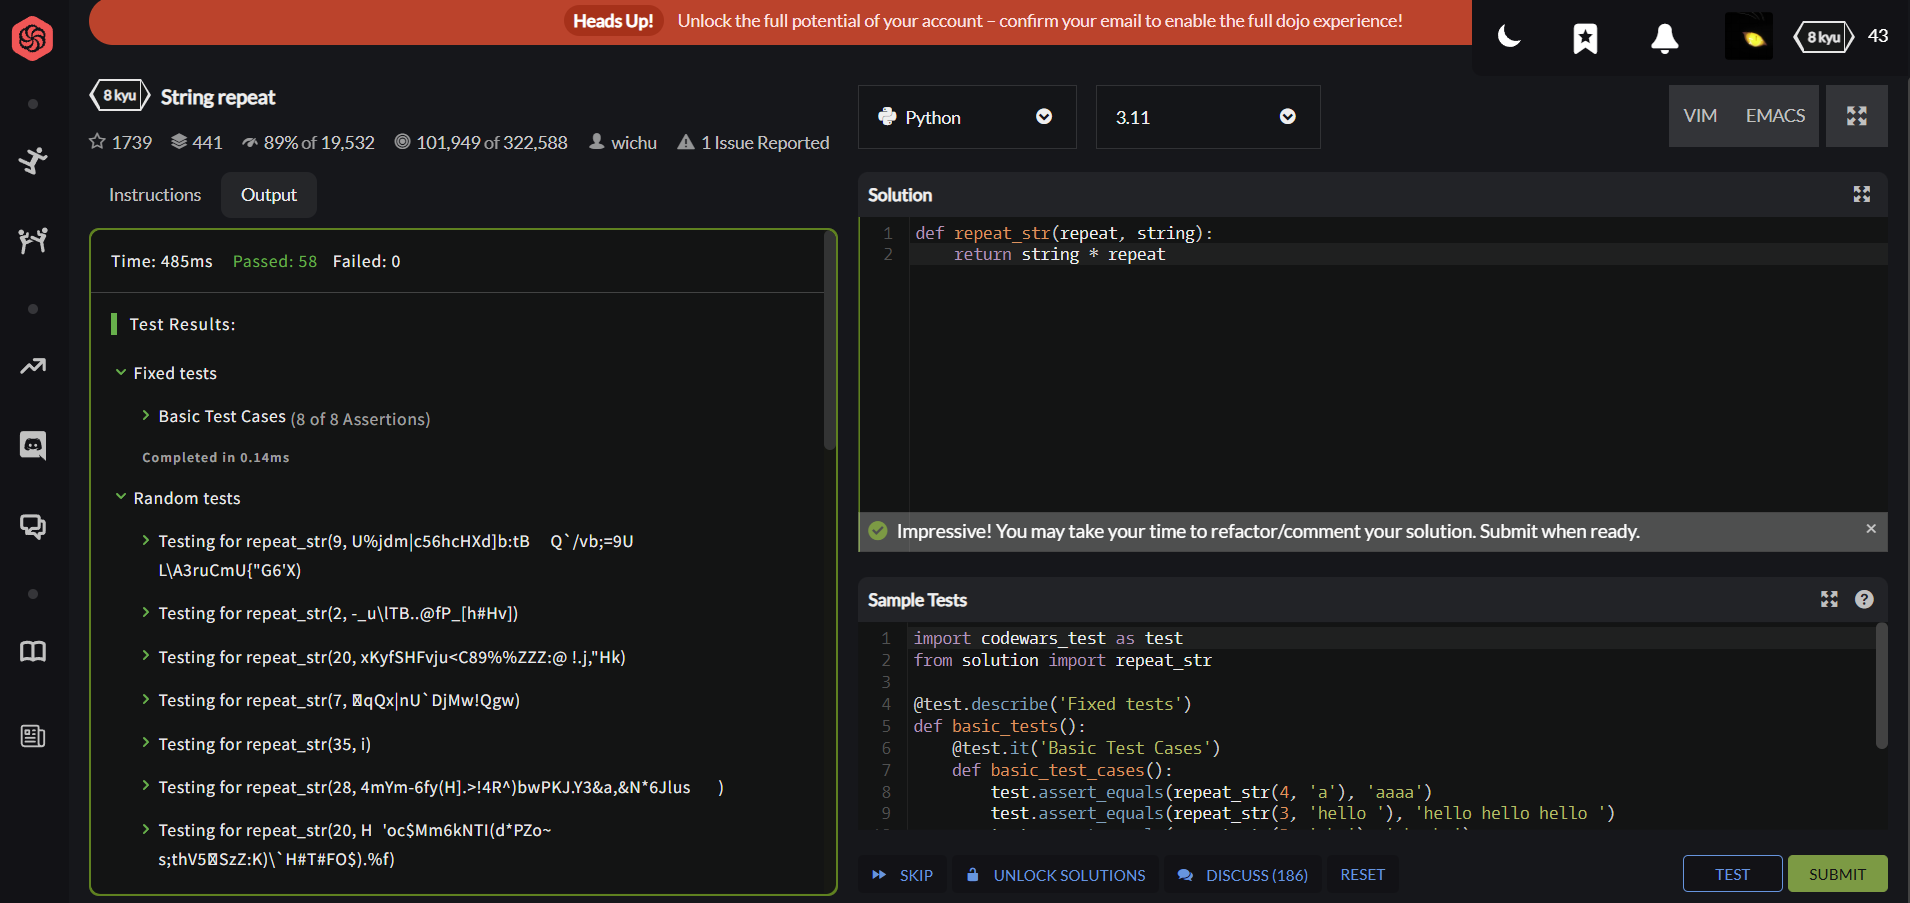 Heads Up! Unlock the full potential of your account – confirm your email to enable the full dojo experience!
8 kyu 43
8 kyu String repeat
1739 441 89% of 19,532 101,949 of 322,588 wichu 1 Issue Reported
Instructions Output
Time: 485ms Passed: 58 Failed: 0
Test Results:
Fixed tests
Basic Test Cases (8 of 8 Assertions)
Completed in 0.14ms
Random tests
Testing for repeat_str(9, U%jdm|c56hcHXd]b:tB Q`/vb;=9U
L\A3ruCmU{"G6'X)
Testing for repeat_str(2, -_u\lTB..@fP_[h#Hv])
Testing for repeat_str(20, xKyfSHFvju<C89%%ZZZ:@ !.j,"Hk)
Testing for repeat_str(7, qQx|nU`DjMw!Qgw)
Testing for repeat_str(35, i)
Testing for repeat_str(28, 4mYm-6fy(H].>!4R^)bwPKJ.Y3&a,&N*6Jlus )
Testing for repeat_str(20, H 'oc$Mm6kNTI(d*PZo~
s;thV5SzZ:K)\`H#T#FO$).%f)
Python 3.11
VIM EMACS
Solution
1 def repeat_str(repeat, string):
2 return string * repeat
Impressive! You may take your time to refactor/comment your solution. Submit when ready.
Sample Tests
1 import codewars_test as test
2 from solution import repeat_str
3
4 @test.describe('Fixed tests')
5 def basic_tests():
6 @test.it('Basic Test Cases')
7 def basic_test_cases():
8 test.assert_equals(repeat_str(4, 'a'), 'aaaa')
9 test.assert_equals(repeat_str(3, 'hello '), 'hello hello hello ')
SKIP UNLOCK SOLUTIONS DISCUSS (186) RESET TEST SUBMIT